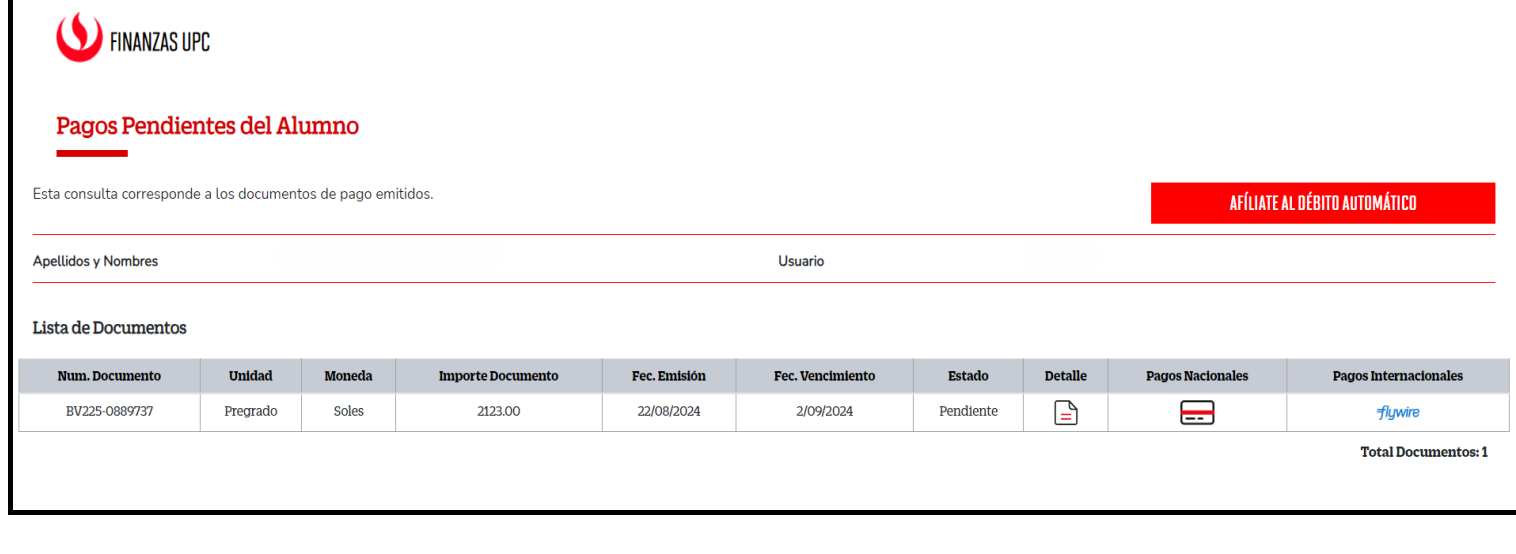 FINANZAS UPC
Pagos Pendientes del Alumno
Esta consulta corresponde a los documentos de pago emitidos.
AFÍLIATE AL DÉBITO AUTOMÁTICO
Apellidos y Nombres Usuario
Lista de Documentos
Num. Documento Unidad Moneda Importe Documento Fec. Emisión Fec. Vencimiento Estado Detalle Pagos Nacionales Pagos Internacionales
BV225-0889737 Pregrado Soles 2123.00 22/08/2024 2/09/2024 Pendiente flywire
Total Documentos: 1